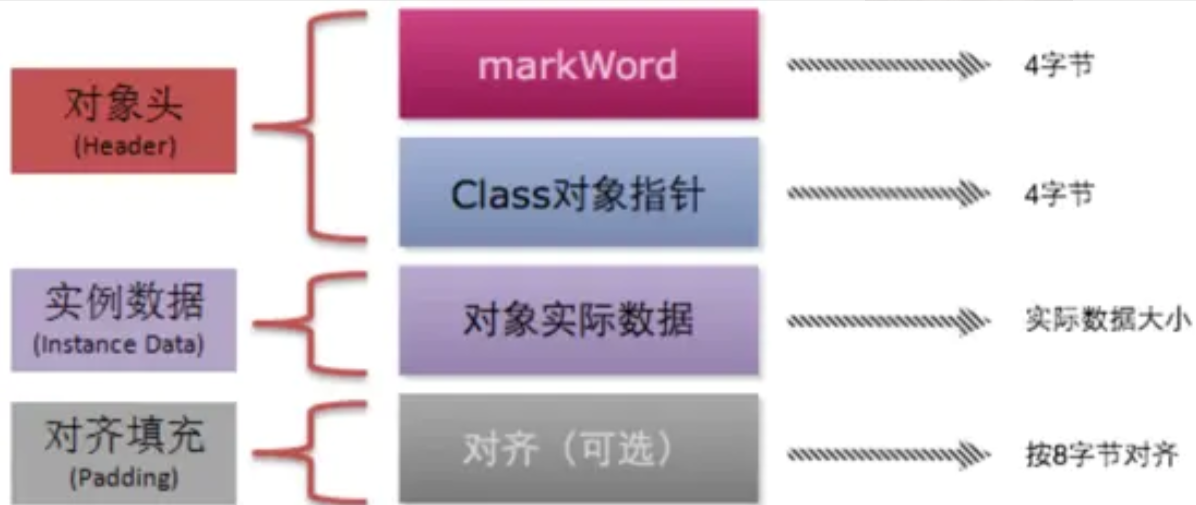 对象头
(Header)
markWord
4字节
Class对象指针
4字节
实例数据
(Instance Data)
对象实际数据
实际数据大小
对齐填充
(Padding)
对齐（可选）
按8字节对齐